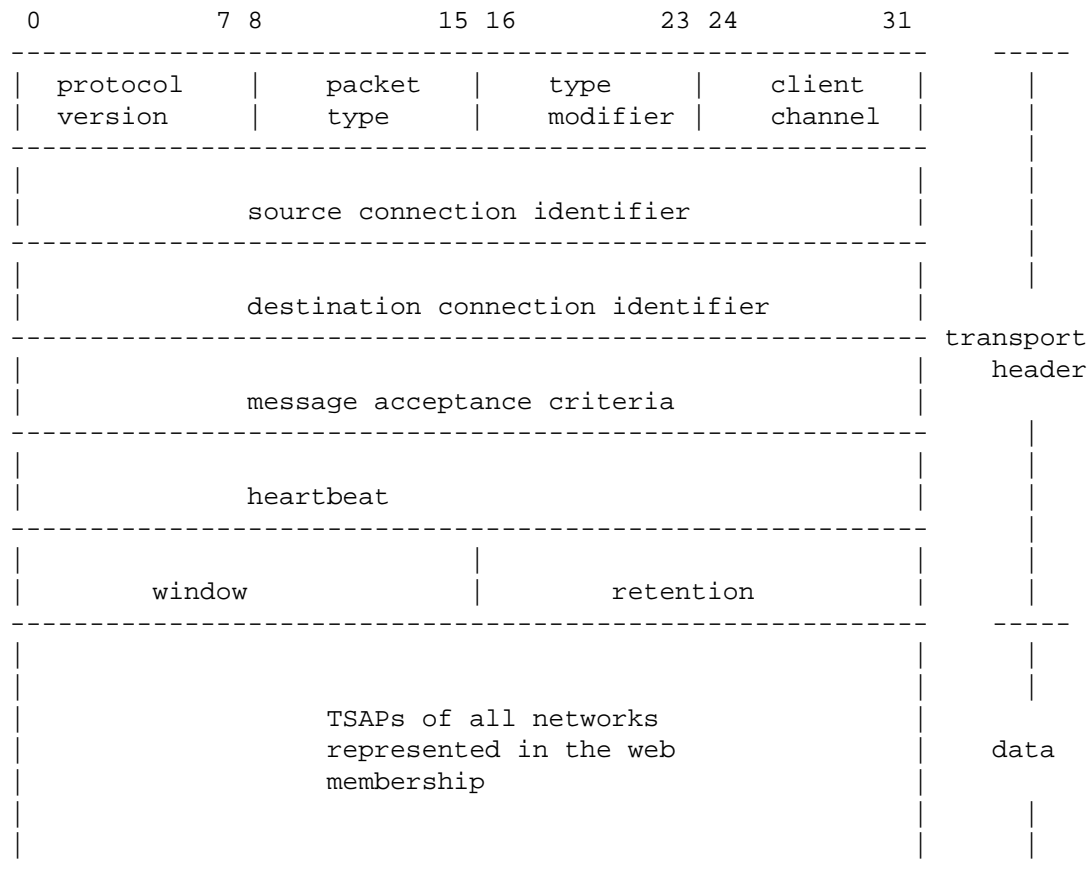 0 7 8 15 16 23 24 31
protocol packet type client
version type modifier channel
source connection identifier
destination connection identifier
transport
header
message acceptance criteria
heartbeat
window retention
TSAPs of all networks
represented in the web data
membership